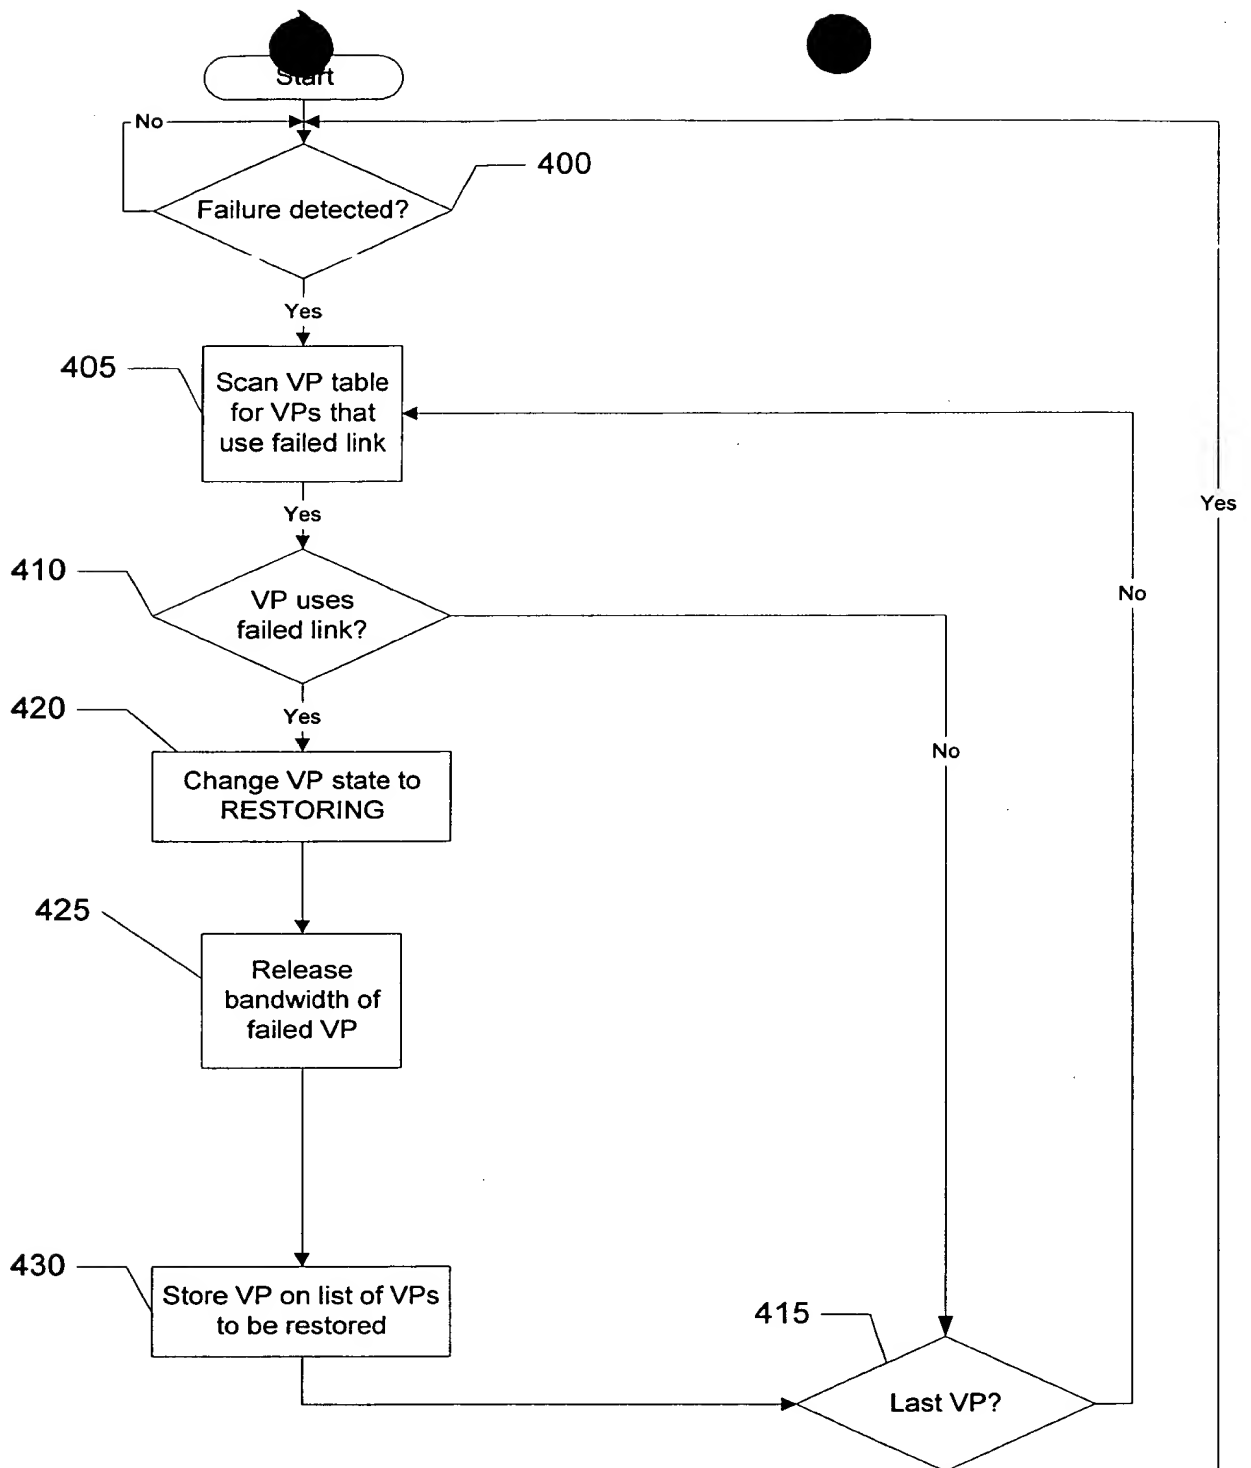 Start
No
400
Failure detected?
Yes
405
Scan VP table
for VPs that
use failed link
Yes
Yes
410
VP uses
failed link?
No
420
Yes
No
Change VP state to
RESTORING
425
Release
bandwidth of
failed VP
430
Store VP on list of VPs
to be restored
415
Last VP?